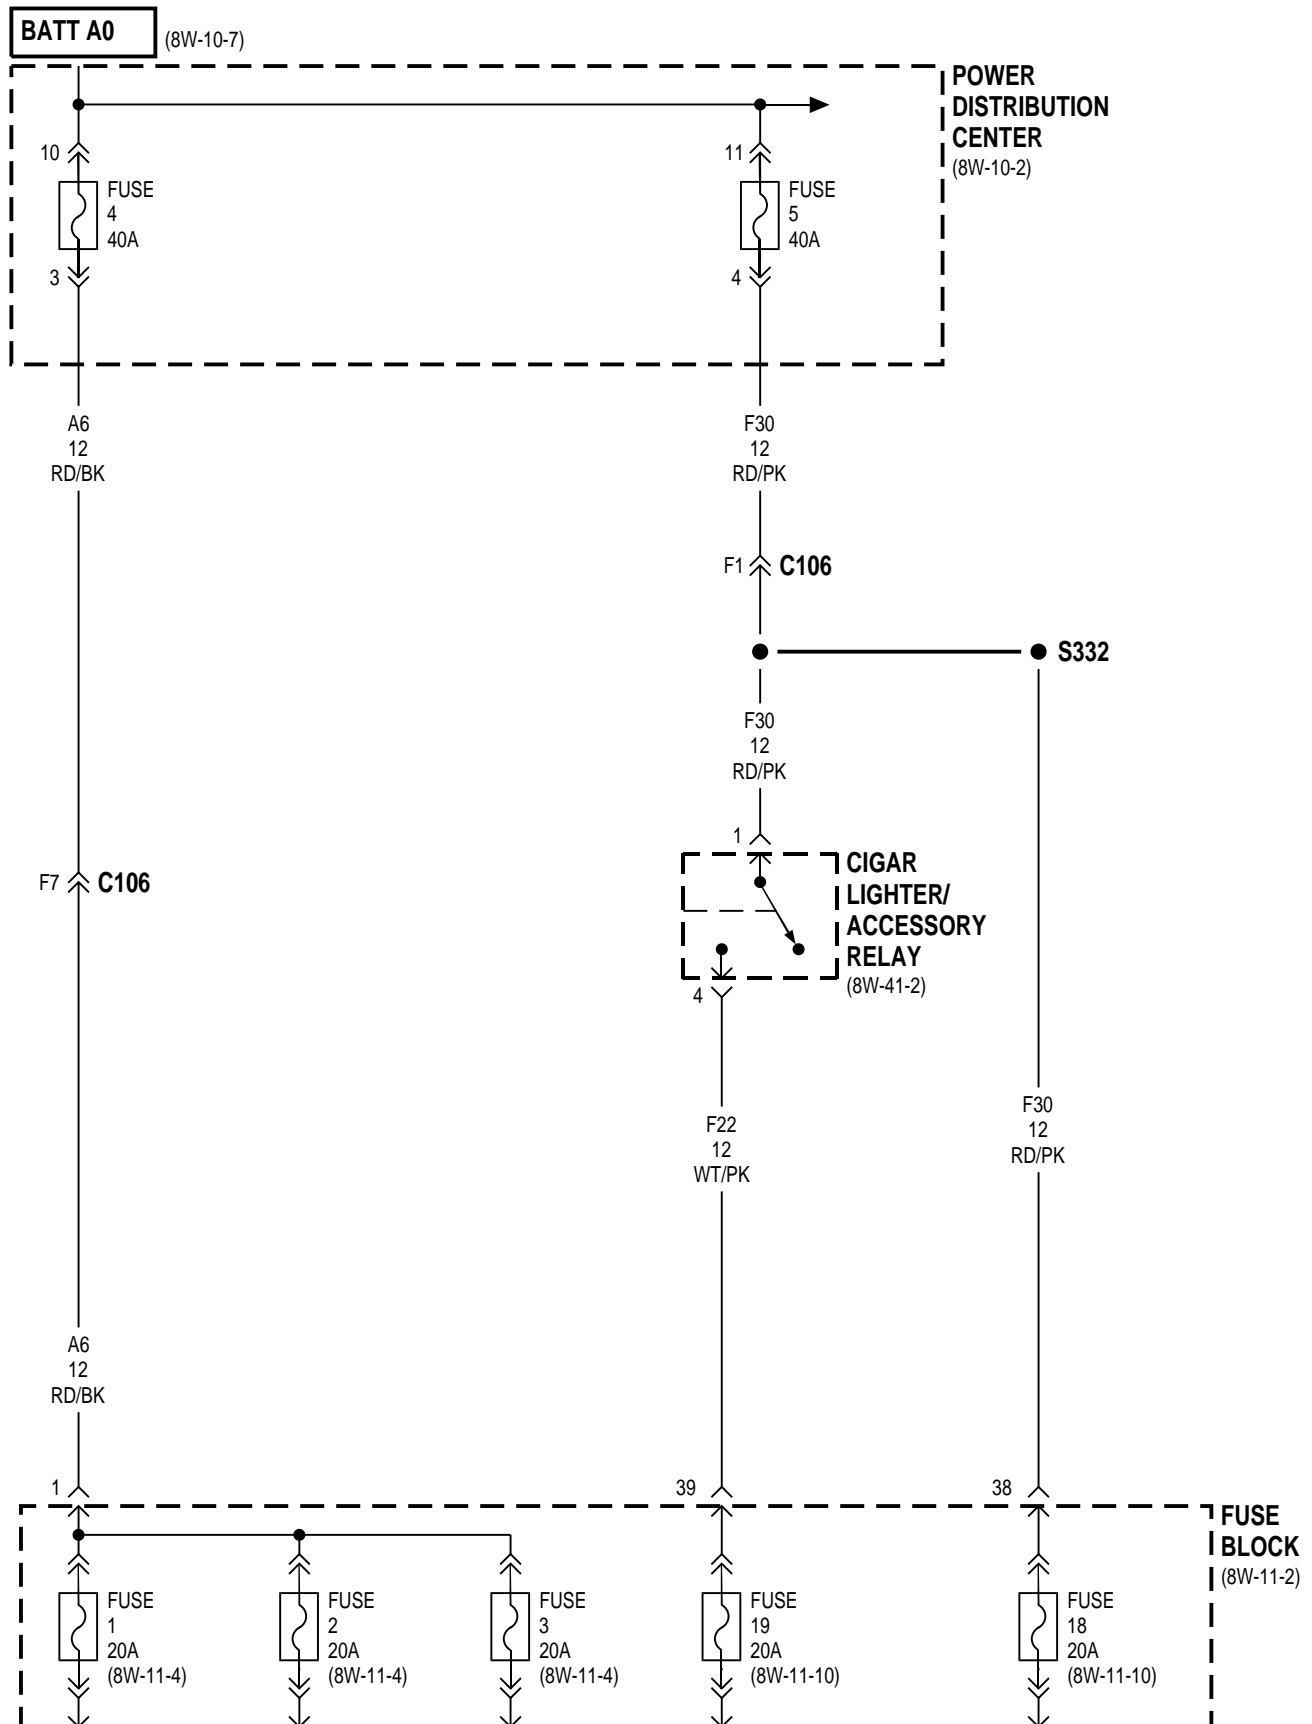 BATT A0
(8W-10-7)
POWER
DISTRIBUTION
CENTER
(8W-10-2)
10
FUSE
4
40A
3
11
FUSE
5
40A
4
A6
12
RD/BK
F30
12
RD/PK
F1
C106
S332
F30
12
RD/PK
1
CIGAR
LIGHTER/
ACCESSORY
RELAY
(8W-41-2)
F7
C106
4
F22
12
WT/PK
F30
12
RD/PK
A6
12
RD/BK
1
39
38
FUSE
BLOCK
(8W-11-2)
FUSE
1
20A
(8W-11-4)
FUSE
2
20A
(8W-11-4)
FUSE
3
20A
(8W-11-4)
FUSE
19
20A
(8W-11-10)
FUSE
18
20A
(8W-11-10)